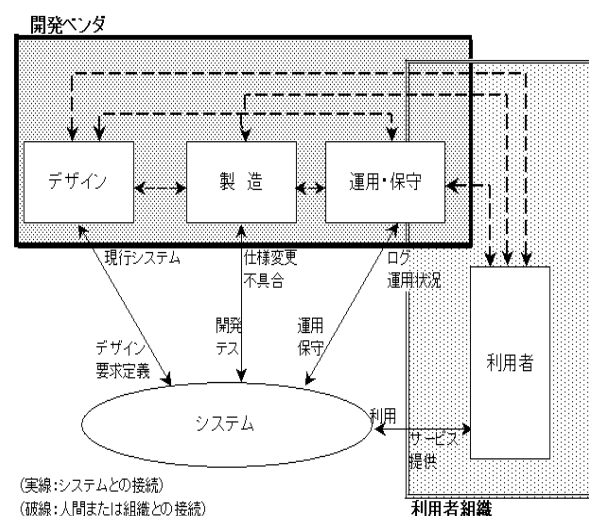 開発ベンダ
デザイン
製 造
運用・保守
現行システム
仕様変更
不具合
ログ
運用状況
デザイン
要求定義
開発
テス
運用
保守
利用者
システム
利用
サービス
提供
(実線:システムとの接続)
(破線:人間または組織との接続)
利用者組織